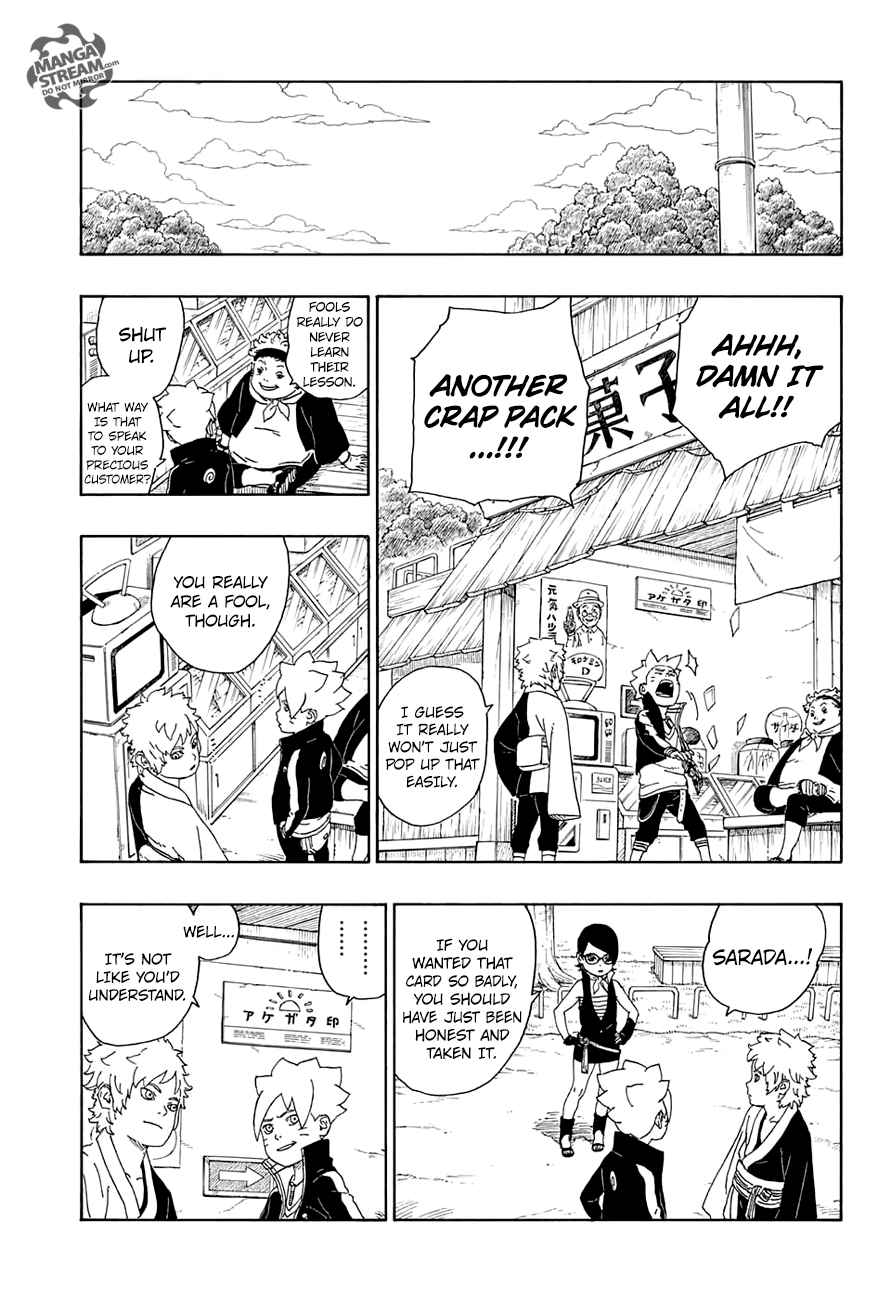 MANGA
STREAM.com
DO NOT MIRROR
AHHH,
DAMN IT
ALL!!
ANOTHER
CRAP PACK
...!!!
菓子
元気ハツ
アケガタ印
D
I GUESS
IT REALLY
WON'T JUST
POP UP THAT
EASILY.
FOOLS
REALLY DO
NEVER
LEARN
THEIR
LESSON.
SHUT
UP.
WHAT WAY
IS THAT
TO SPEAK
TO YOUR
PRECIOUS
CUSTOMER?
YOU REALLY
ARE A FOOL,
THOUGH.
SARADA...!
IF YOU
WANTED THAT
CARD SO BADLY,
YOU SHOULD
HAVE JUST BEEN
HONEST AND
TAKEN IT.
.........
WELL...
IT'S NOT
LIKE YOU'D
UNDERSTAND.
アケガタ印